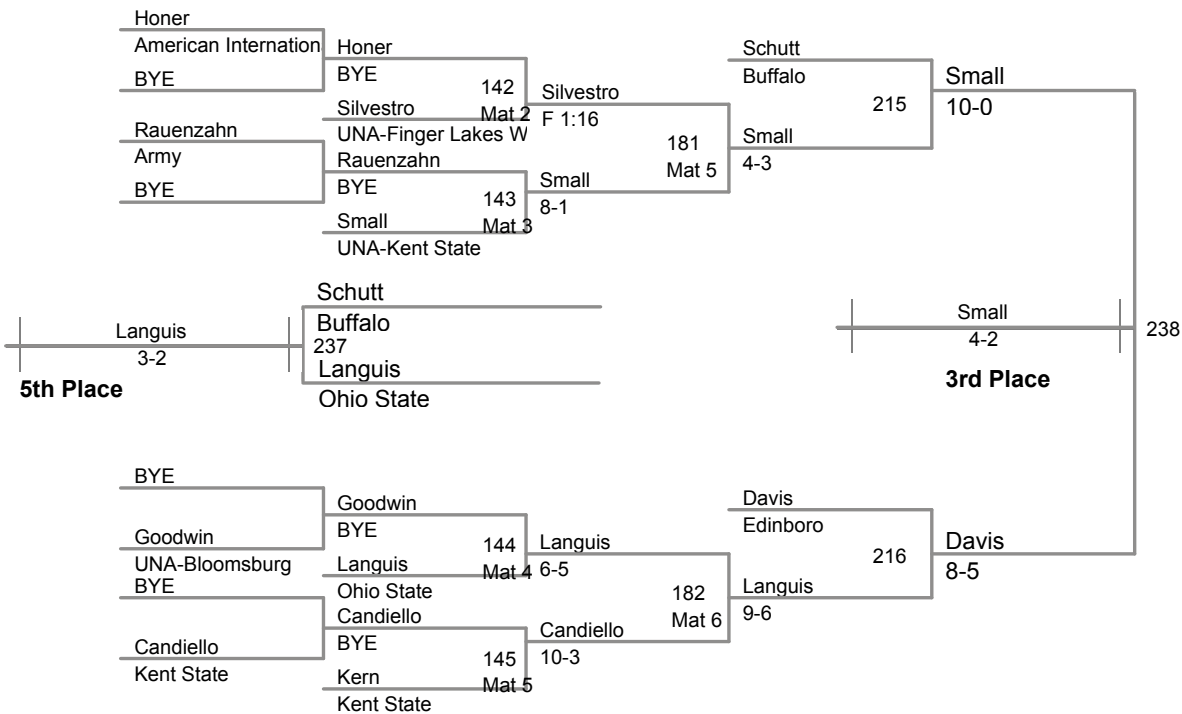 Honer
American Internation
BYE
Honer
BYE
142
Mat 2
Silvestro
UNA-Finger Lakes W
Silvestro
F 1:16
Rauenzahn
Army
BYE
Rauenzahn
BYE
143
Mat 3
Small
UNA-Kent State
Small
8-1
181
Mat 5
Schutt
Buffalo
215
Small
4-3
Small
10-0
Schutt
Buffalo
237
Languis
Ohio State
Languis
3-2
5th Place
Small
4-2
3rd Place
238
BYE
Goodwin
UNA-Bloomsburg
Goodwin
BYE
144
Mat 4
Languis
Ohio State
Languis
6-5
BYE
Candiello
Kent State
Candiello
BYE
145
Mat 5
Kern
Kent State
Candiello
10-3
182
Mat 6
Davis
Edinboro
216
Languis
9-6
Davis
8-5